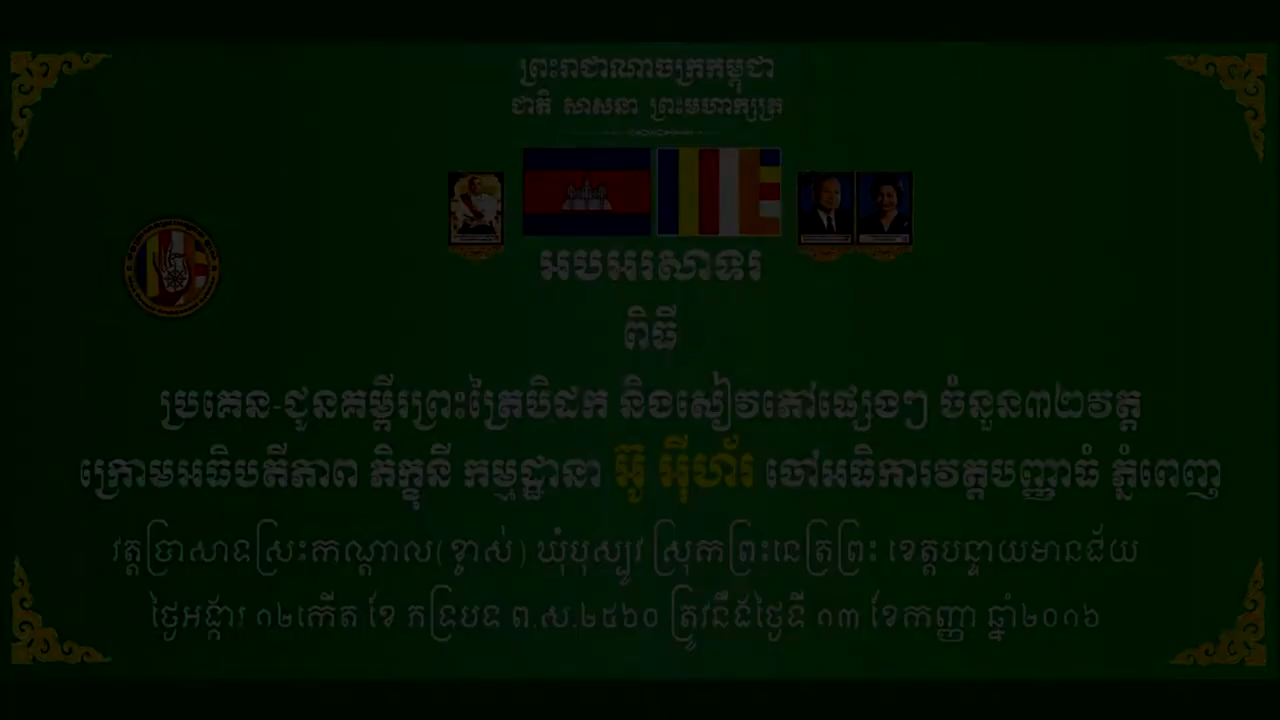 ព្រះរាជាណាចក្រកម្ពុជា
ជាតិ សាសនា ព្រះមហាក្សត្រ
អបអរសាទរ
ពិធី
ប្រគេន-ជូនគម្ពីរព្រះត្រៃបិដក និងសៀវភៅផ្សេងៗ ចំនួន៣២វត្ត
ក្រោមអធិបតីភាព ភិក្ខុនី កម្មដ្ឋានា អ៊ូ អ៊ីហ័រ ចៅអធិការវត្តបញ្ញាធំ ភ្នំពេញ
វត្តប្រាសាទស្រះកណ្តាល(ខ្ចាស់) ឃុំបុស្បូវ ស្រុកព្រះនេត្រព្រះ ខេត្តបន្ទាយមានជ័យ
ថ្ងៃអង្គារ ១២កើត ខែ ភទ្របទ ព.ស.២៥៦០ ត្រូវនឹងថ្ងៃទី ១៣ ខែកញ្ញា ឆ្នាំ២០១៦